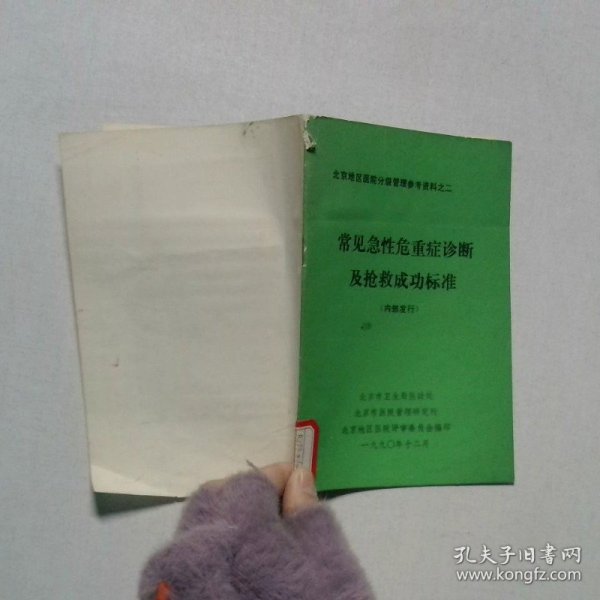 北京地区医院分级管理参考资料之二
常见急性危重症诊断
及抢救成功标准
（内部发行）
北京市卫生局医政处
北京市医院管理研究所
北京地区医院评审委员会编印
一九九〇年十二月
孔夫子旧书网
www.kongfz.com